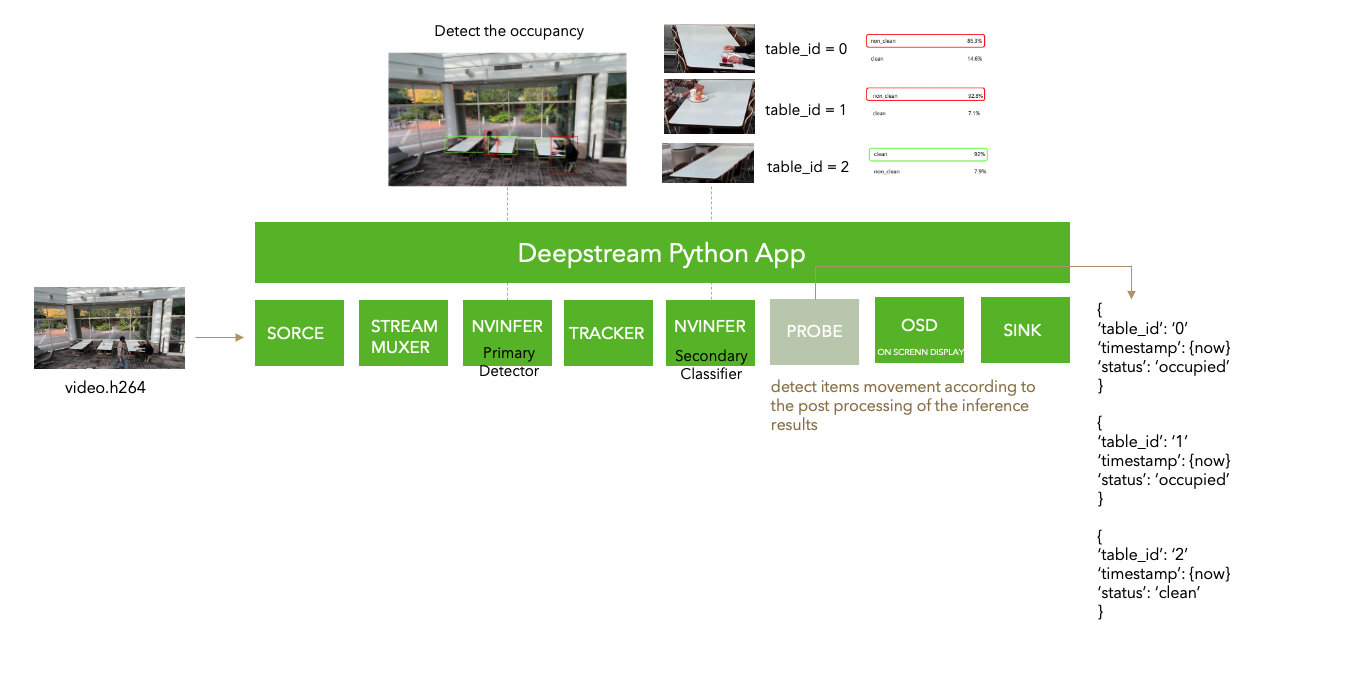 Detect the occupancy
table_id = 0
non_clean 85.3%
clean 14.6%
table_id = 1
non_clean 92.8%
clean 7.1%
table_id = 2
clean 92%
non_clean 7.9%
Deepstream Python App
video.h264
SORCE
STREAM
MUXER
NVINFER
Primary
Detector
TRACKER
NVINFER
Secondary
Classifier
PROBE
OSD
ON SCRENN DISPLAY
SINK
detect items movement according to
the post processing of the inference
results
{
‘table_id’: ‘0’
‘timestamp’: {now}
‘status’: ‘occupied’
}
{
‘table_id’: ‘1’
‘timestamp’: {now}
‘status’: ‘occupied’
}
{
‘table_id’: ‘2’
‘timestamp’: {now}
‘status’: ‘clean’
}